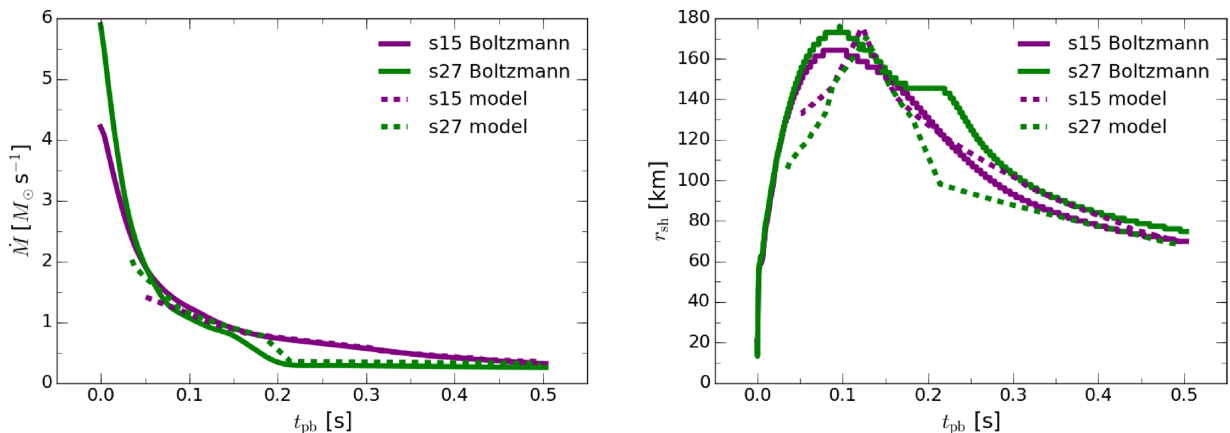 6
5
4
3
2
1
0
Ṁ [M⊙ s⁻¹]
s15 Boltzmann
s27 Boltzmann
s15 model
s27 model
0.0 0.1 0.2 0.3 0.4 0.5
t_pb [s]
180
160
140
120
100
80
60
40
20
0
r_sh [km]
s15 Boltzmann
s27 Boltzmann
s15 model
s27 model
0.0 0.1 0.2 0.3 0.4 0.5
t_pb [s]